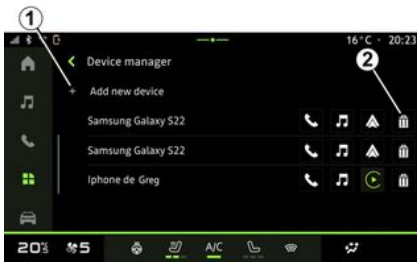 1
16°C · 20:23
Device manager
2
+ Add new device
Samsung Galaxy S22
Samsung Galaxy S22
Iphone de Greg
20°5 5 A/C